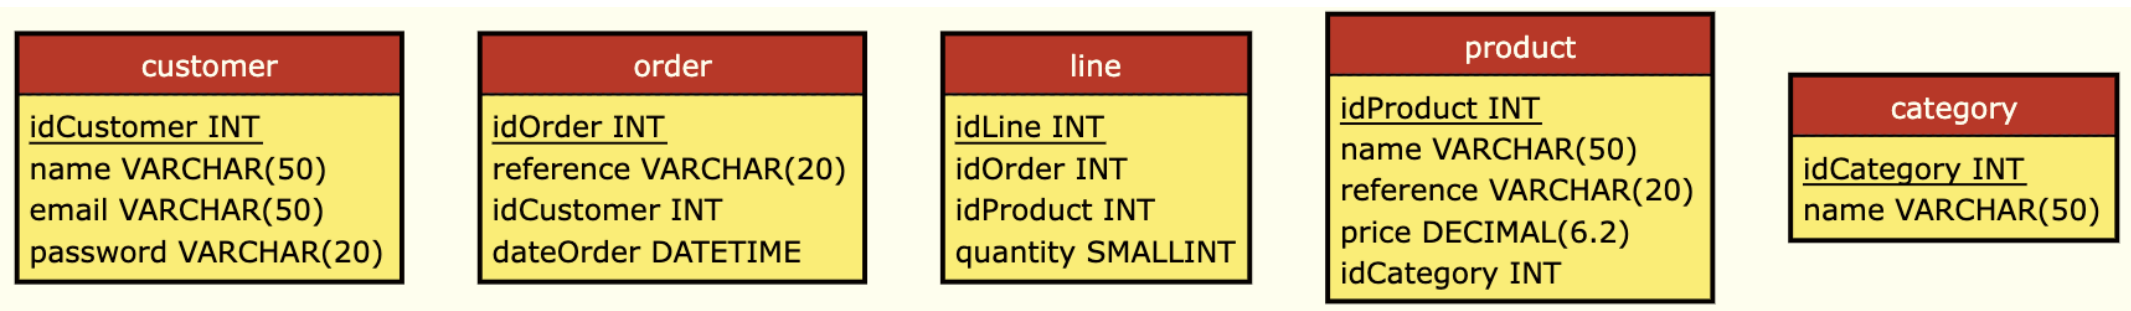 customer
idCustomer INT
name VARCHAR(50)
email VARCHAR(50)
password VARCHAR(20)
order
idOrder INT
reference VARCHAR(20)
idCustomer INT
dateOrder DATETIME
line
idLine INT
idOrder INT
idProduct INT
quantity SMALLINT
product
idProduct INT
name VARCHAR(50)
reference VARCHAR(20)
price DECIMAL(6.2)
idCategory INT
category
idCategory INT
name VARCHAR(50)